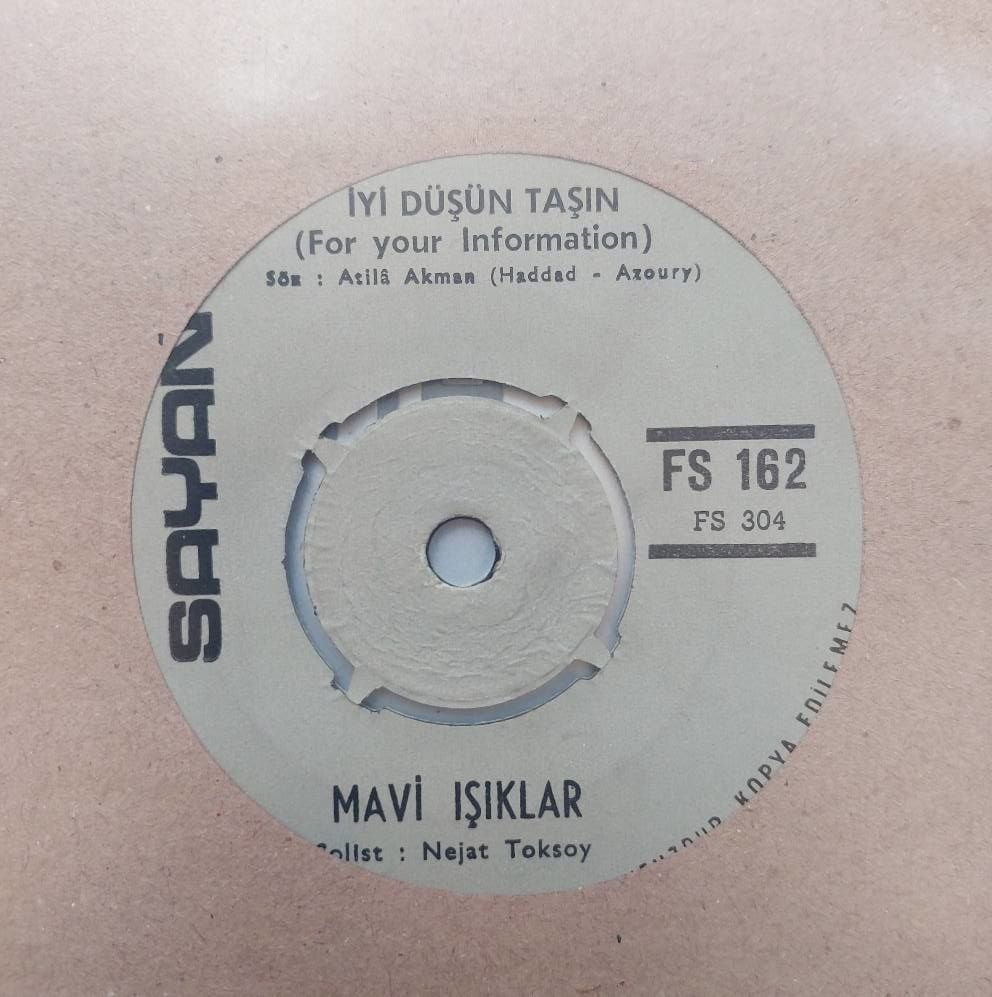 İYİ DÜŞÜN TAŞIN
(For your Information)
Söz : Atilâ Akman (Haddad - Azoury)
SAYAN
FS 162
FS 304
MAVİ IŞIKLAR
Solist : Nejat Toksoy
KOPYA EDİLEMEZ